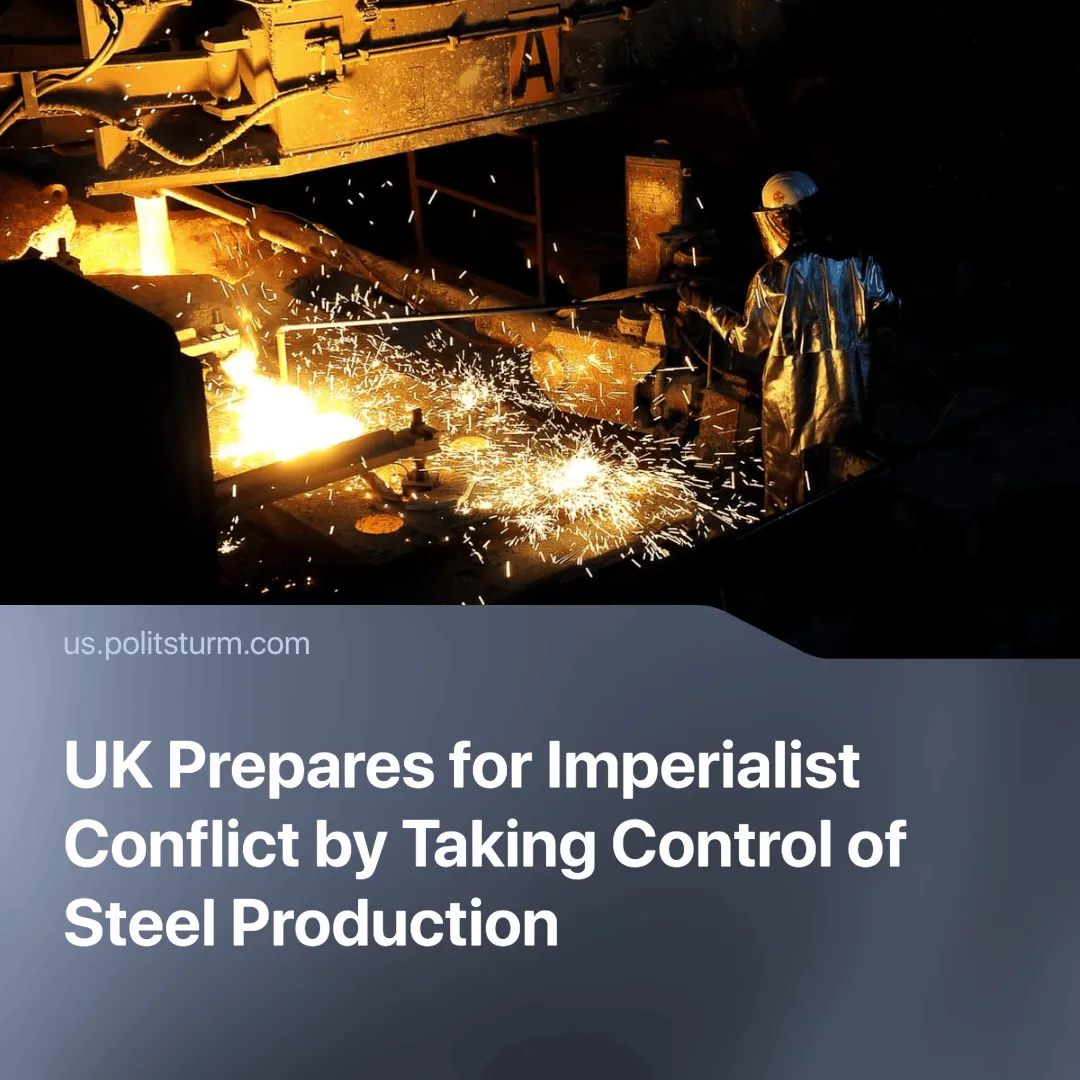 A
us.politsturm.com
UK Prepares for Imperialist
Conflict by Taking Control of
Steel Production